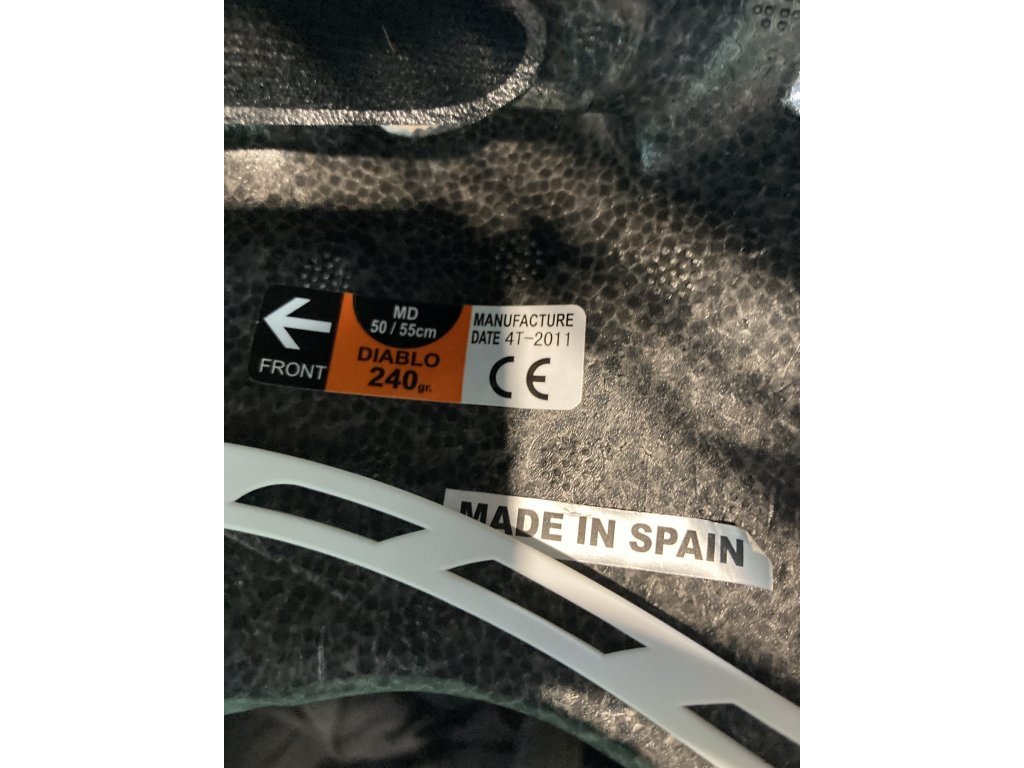 FRONT
MD
50 / 55cm
DIABLO
240gr.
MANUFACTURE
DATE 4T-2011
CE
MADE IN SPAIN